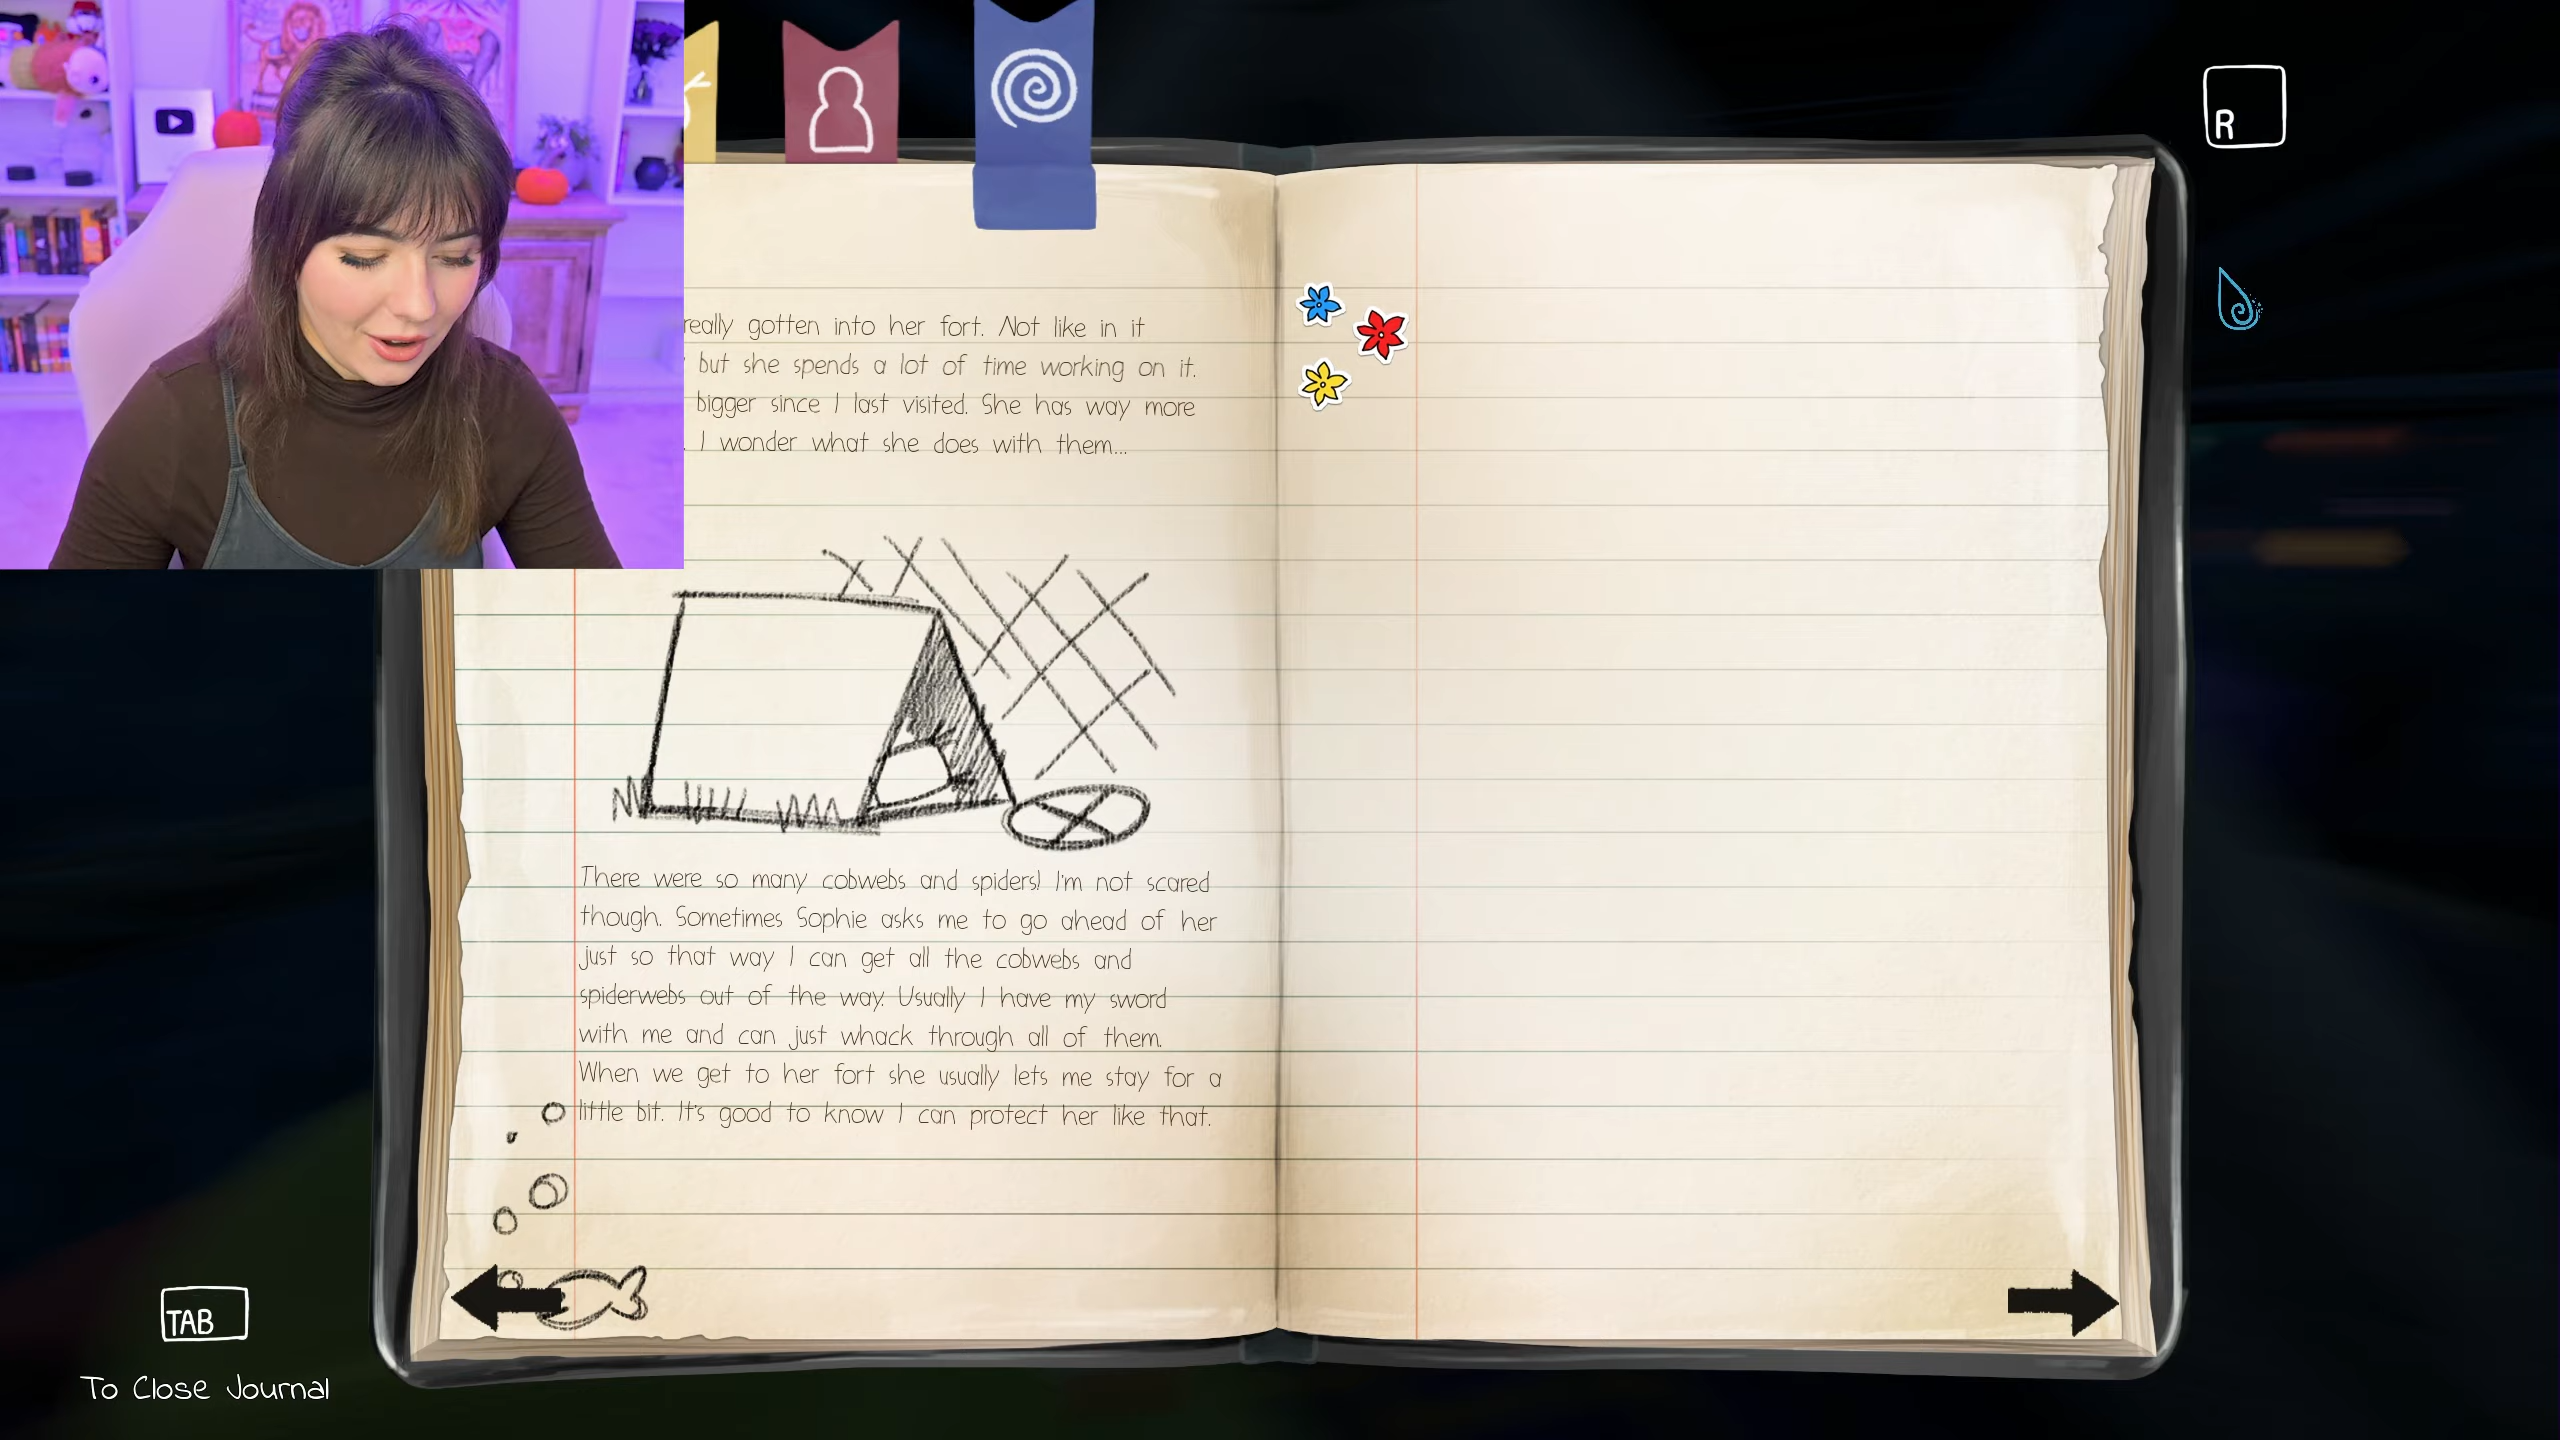 R
really gotten into her fort. Not like in it
but she spends a lot of time working on it.
bigger since I last visited. She has way more
I wonder what she does with them...
There were so many cobwebs and spiders! I'm not scared
though. Sometimes Sophie asks me to go ahead of her
just so that way I can get all the cobwebs and
spiderwebs out of the way. Usually I have my sword
with me and can just whack through all of them.
When we get to her fort she usually lets me stay for a
little bit. It's good to know I can protect her like that.
TAB
To Close Journal